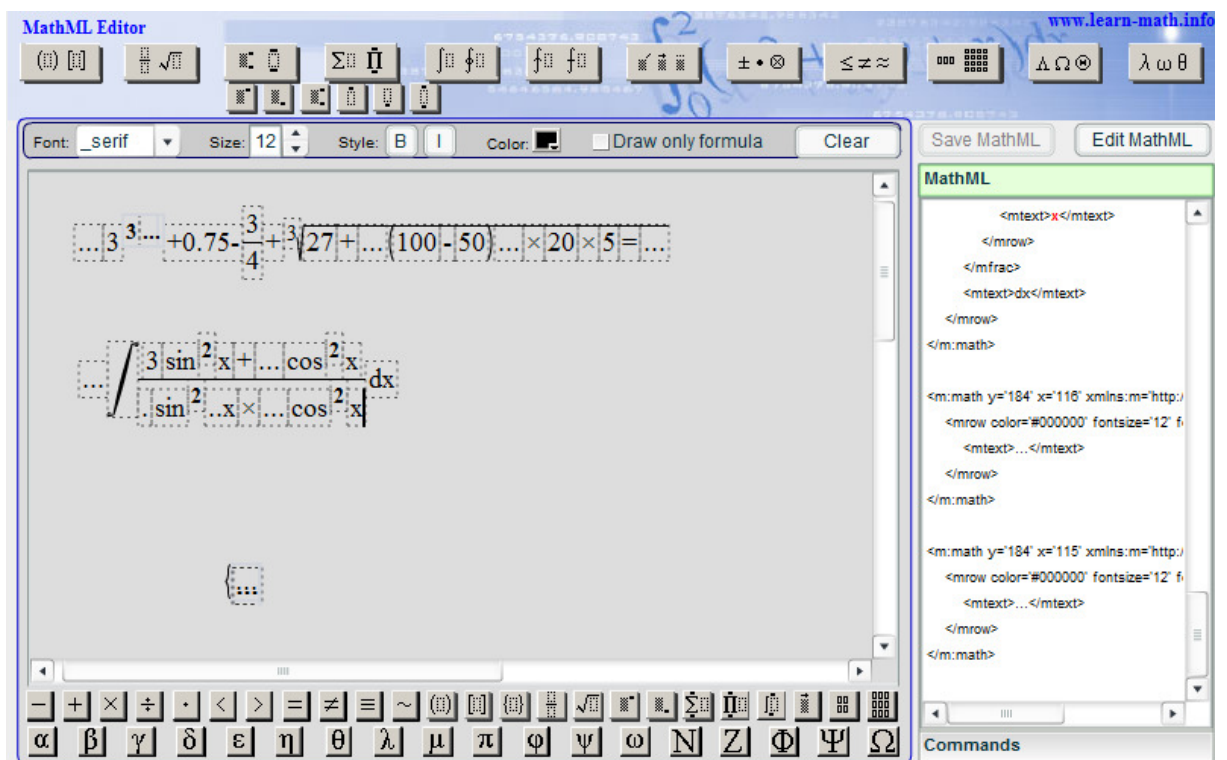 MathML Editor
www.learn-math.info
(□) [□] √□ Σ□ Π□ ∫□ ∮□ ∮□ ƒ□ ± • ⊗ ≤ ≠ ≈ Λ Ω Θ λ ω θ
Font: _serif Size: 12 Style: B I Color: Draw only formula Clear
Save MathML Edit MathML
MathML
...3^3...+0.75-3/4+∛27+...(100-50)...×20×5=...
...√(3sin²x+...cos²x / .sin²..x×...cos²x)dx
{...
<mtext>x</mtext>
</mrow>
</mfrac>
<mtext>dx</mtext>
</mrow>
</m:math>
<m:math y="184" x="116" xmlns:m="http:/
<mrow color="#000000" fontsize="12" f
<mtext>...</mtext>
</mrow>
</m:math>
<m:math y="184" x="115" xmlns:m="http:/
<mrow color="#000000" fontsize="12" f
<mtext>...</mtext>
</mrow>
</m:math>
− + × ÷ · < > = ≠ ≡ ~ (□) [□] {□} √□ Σ□ Π□ ∫□
α β γ δ ε η θ λ μ π φ ψ ω N Z Φ Ψ Ω
Commands